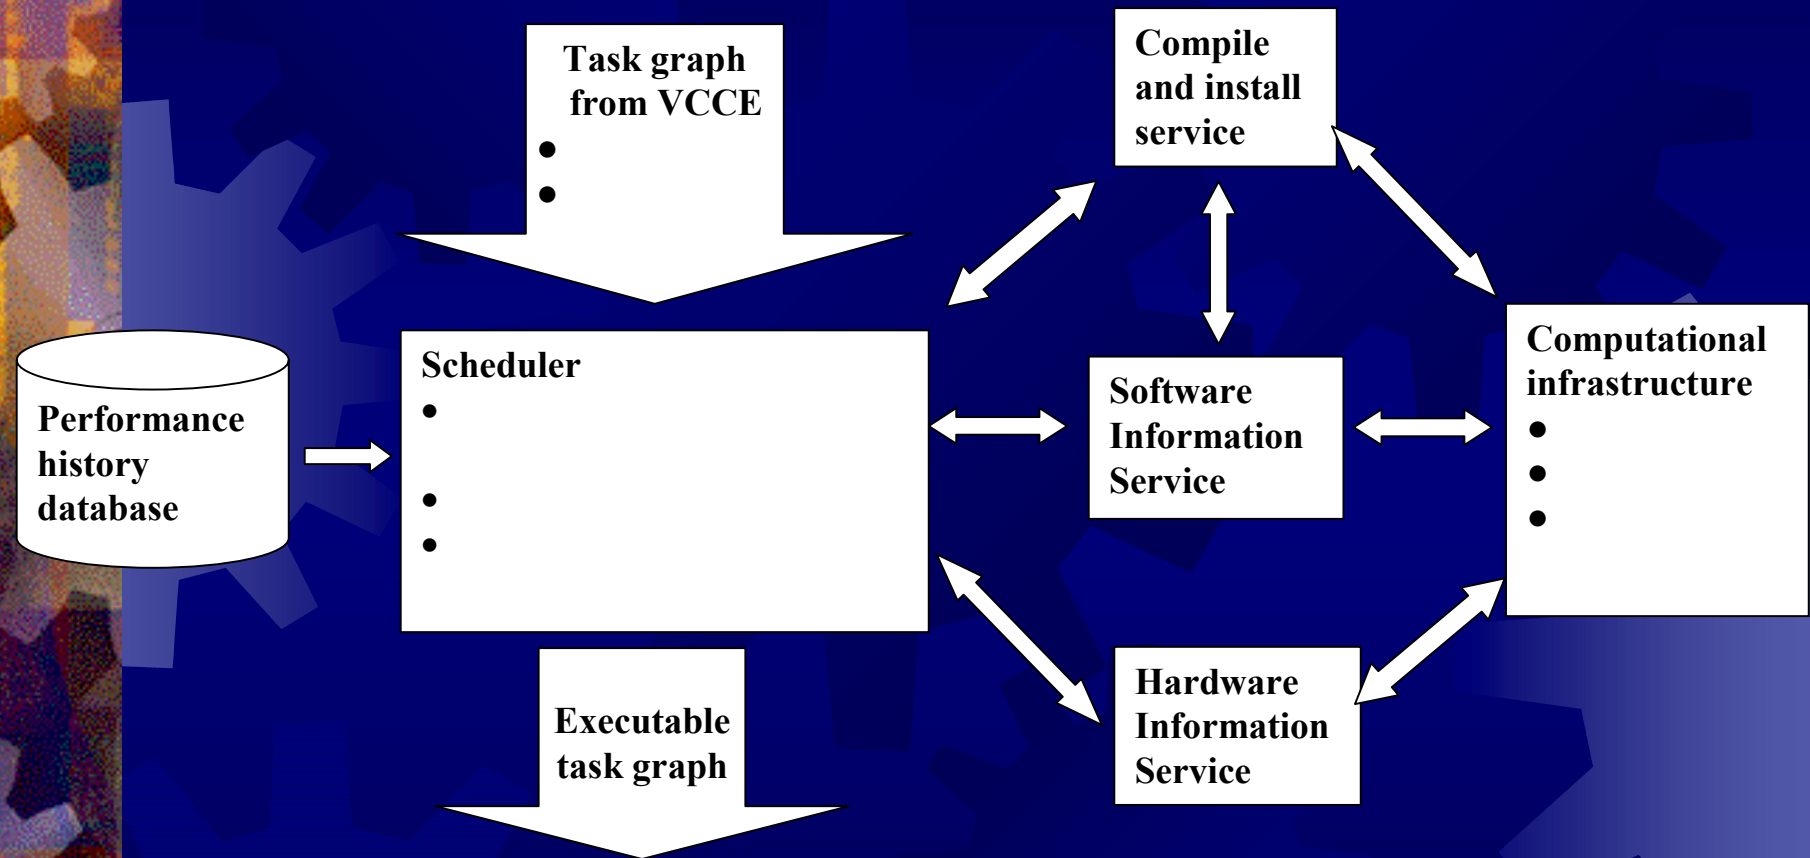 Task graph
from VCCE
•
•
Compile
and install
service
Performance
history
database
Scheduler
•
•
•
Software
Information
Service
Computational
infrastructure
•
•
•
Executable
task graph
Hardware
Information
Service